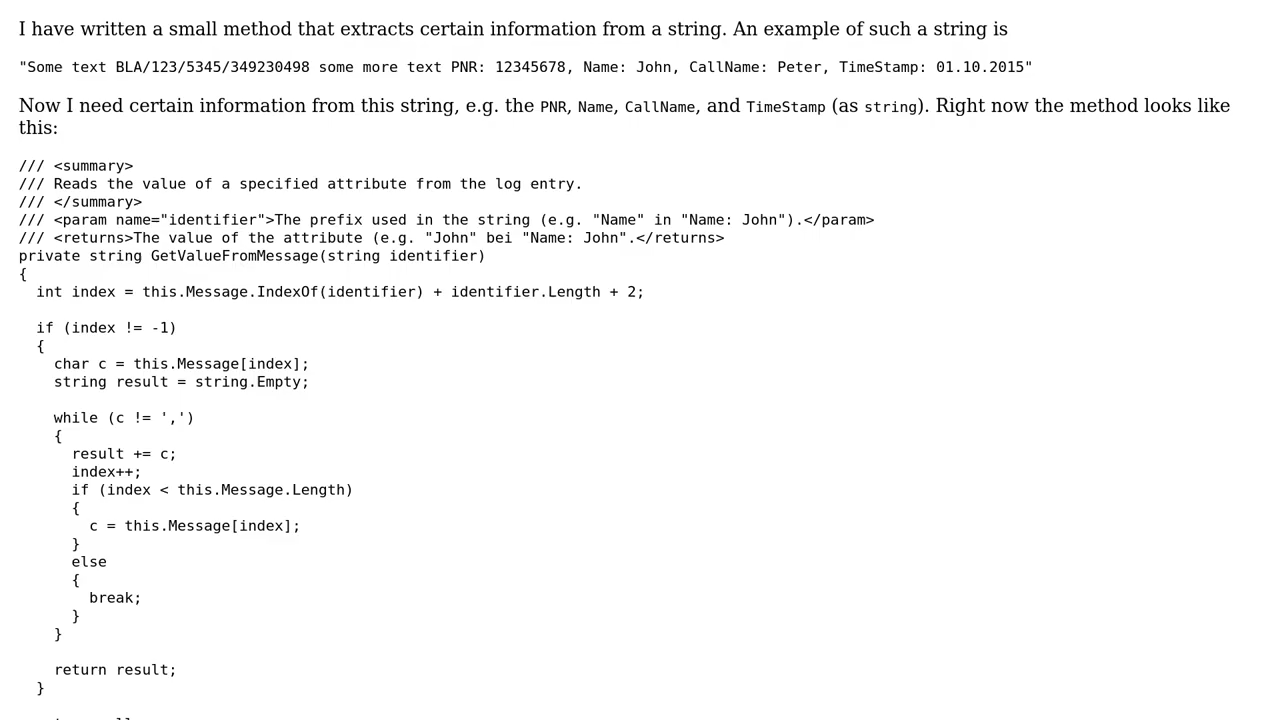 I have written a small method that extracts certain information from a string. An example of such a string is
"Some text BLA/123/5345/349230498 some more text PNR: 12345678, Name: John, CallName: Peter, TimeStamp: 01.10.2015"
Now I need certain information from this string, e.g. the PNR, Name, CallName, and TimeStamp (as string). Right now the method looks like
this:
/// <summary>
/// Reads the value of a specified attribute from the log entry.
/// </summary>
/// <param name="identifier">The prefix used in the string (e.g. "Name" in "Name: John").</param>
/// <returns>The value of the attribute (e.g. "John" bei "Name: John".</returns>
private string GetValueFromMessage(string identifier)
{
  int index = this.Message.IndexOf(identifier) + identifier.Length + 2;

  if (index != -1)
  {
    char c = this.Message[index];
    string result = string.Empty;

    while (c != ',')
    {
      result += c;
      index++;
      if (index < this.Message.Length)
      {
        c = this.Message[index];
      }
      else
      {
        break;
      }
    }

    return result;
  }